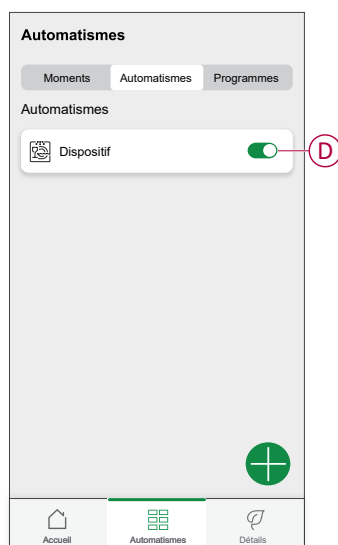 Automatismes
Moments Automatismes Programmes
Automatismes
Dispositif
D
Accueil Automatismes Détails